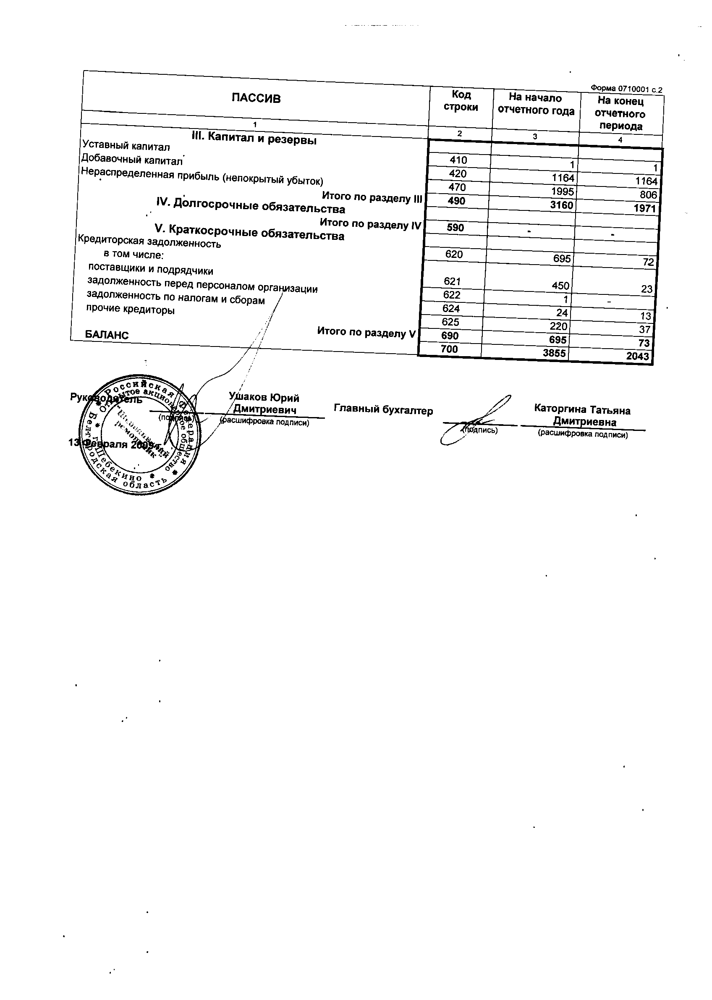 Форма 0710001 с.2
ПАССИВ Код строки На начало отчетного года На конец отчетного периода
1 2 3 4
III. Капитал и резервы
Уставный капитал 410 1 1
Добавочный капитал 420 1164 1164
Нераспределенная прибыль (непокрытый убыток) 470 1995 806
Итого по разделу III 490 3160 1971
IV. Долгосрочные обязательства
Итого по разделу IV 590 - -
V. Краткосрочные обязательства
Кредиторская задолженность 620 695 72
в том числе:
поставщики и подрядчики 621 450 23
задолженность перед персоналом организации 622 1 -
задолженность по налогам и сборам 624 24 13
прочие кредиторы 625 220 37
Итого по разделу V 690 695 73
БАЛАНС 700 3855 2043
Руководитель
(подпись)
Ушаков Юрий
Дмитриевич
(расшифровка подписи)
Главный бухгалтер
(подпись)
Каторгина Татьяна
Дмитриевна
(расшифровка подписи)
13 Февраля 2009
Российская Федерация * Белгородская область *
Открытое акционерное общество * г. Шебекино *
ремонтник"